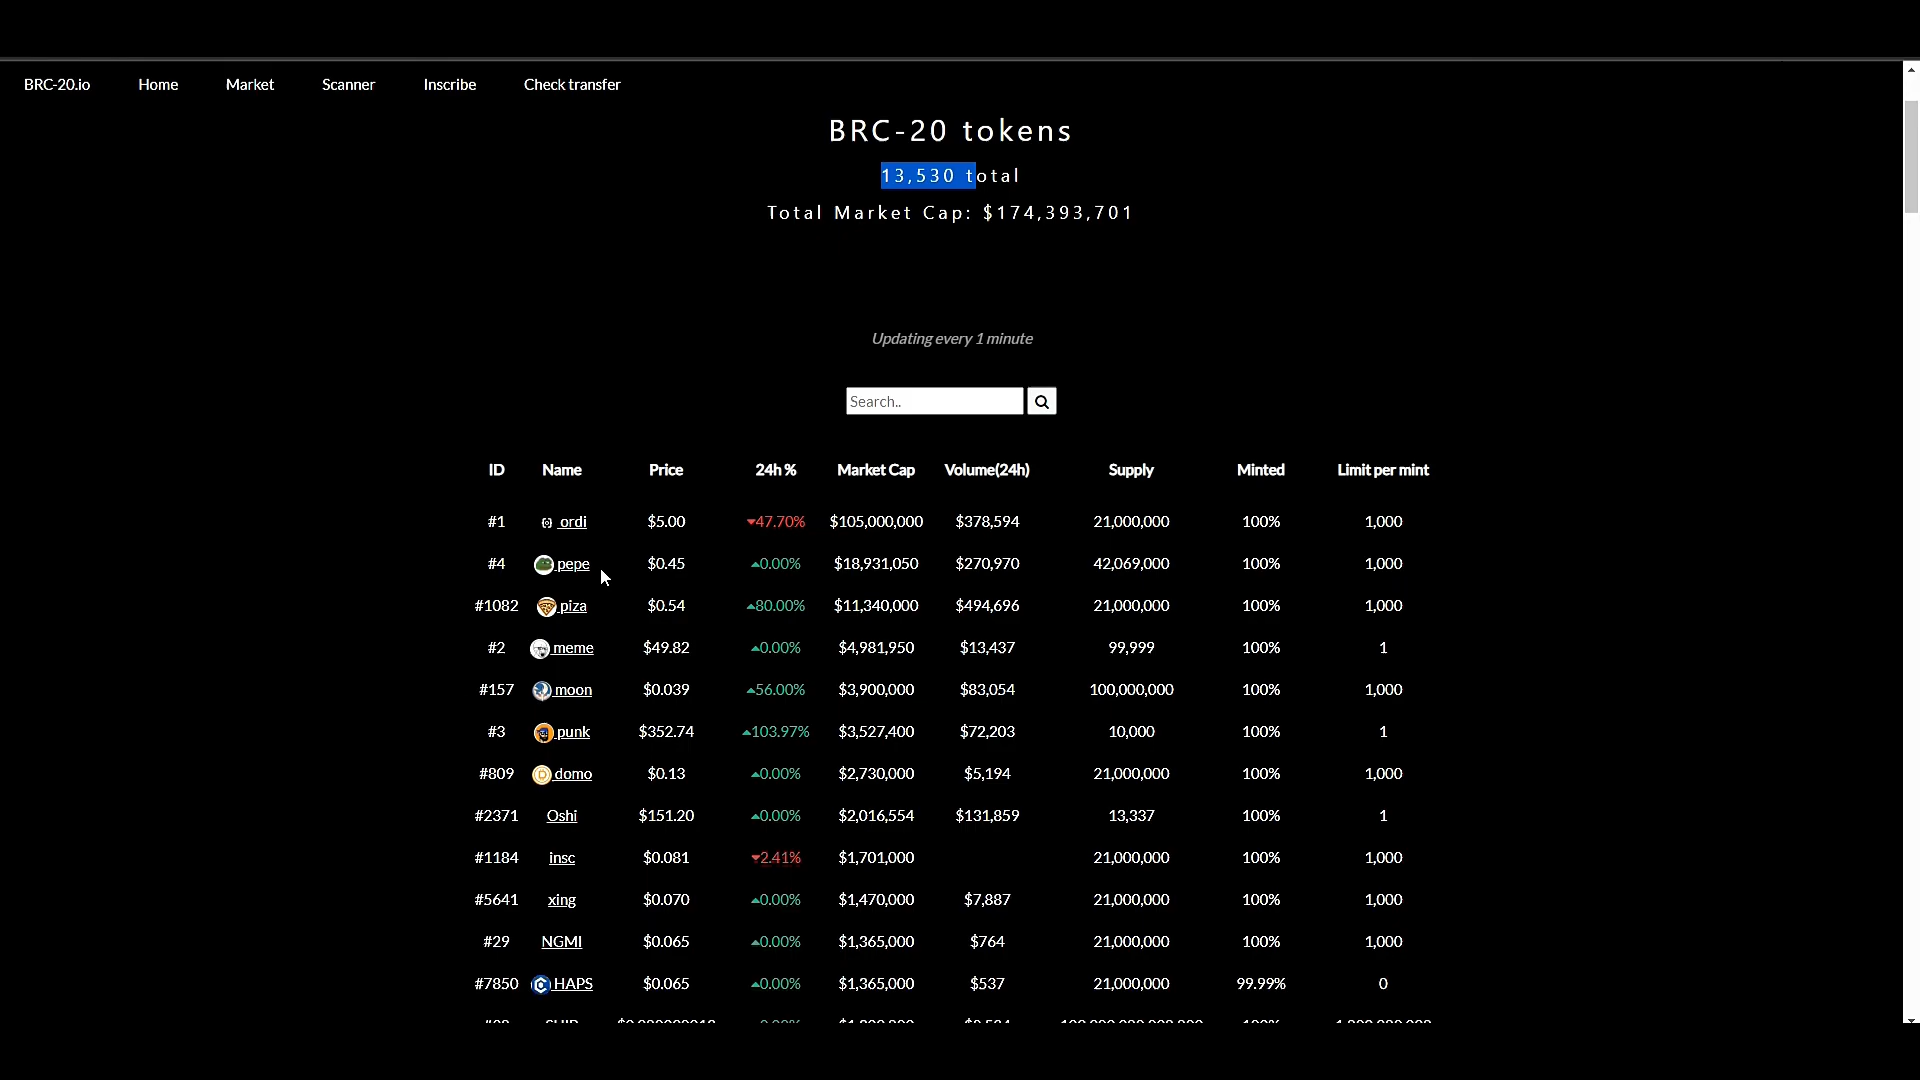 BRC-20.io Home Market Scanner Inscribe Check transfer
BRC-20 tokens
13,530 total
Total Market Cap: $174,393,701
Updating every 1 minute
Search..
ID Name Price 24h % Market Cap Volume(24h) Supply Minted Limit per mint
#1 ordi $5.00 ▼47.70% $105,000,000 $378,594 21,000,000 100% 1,000
#4 pepe $0.45 ▲0.00% $18,931,050 $270,970 42,069,000 100% 1,000
#1082 piza $0.54 ▲80.00% $11,340,000 $494,696 21,000,000 100% 1,000
#2 meme $49.82 ▲0.00% $4,981,950 $13,437 99,999 100% 1
#157 moon $0.039 ▲56.00% $3,900,000 $83,054 100,000,000 100% 1,000
#3 punk $352.74 ▲103.97% $3,527,400 $72,203 10,000 100% 1
#809 domo $0.13 ▲0.00% $2,730,000 $5,194 21,000,000 100% 1,000
#2371 Oshi $151.20 ▲0.00% $2,016,554 $131,859 13,337 100% 1
#1184 insc $0.081 ▼2.41% $1,701,000 21,000,000 100% 1,000
#5641 xing $0.070 ▲0.00% $1,470,000 $7,887 21,000,000 100% 1,000
#29 NGMI $0.065 ▲0.00% $1,365,000 $764 21,000,000 100% 1,000
#7850 HAPS $0.065 ▲0.00% $1,365,000 $537 21,000,000 99.99% 0